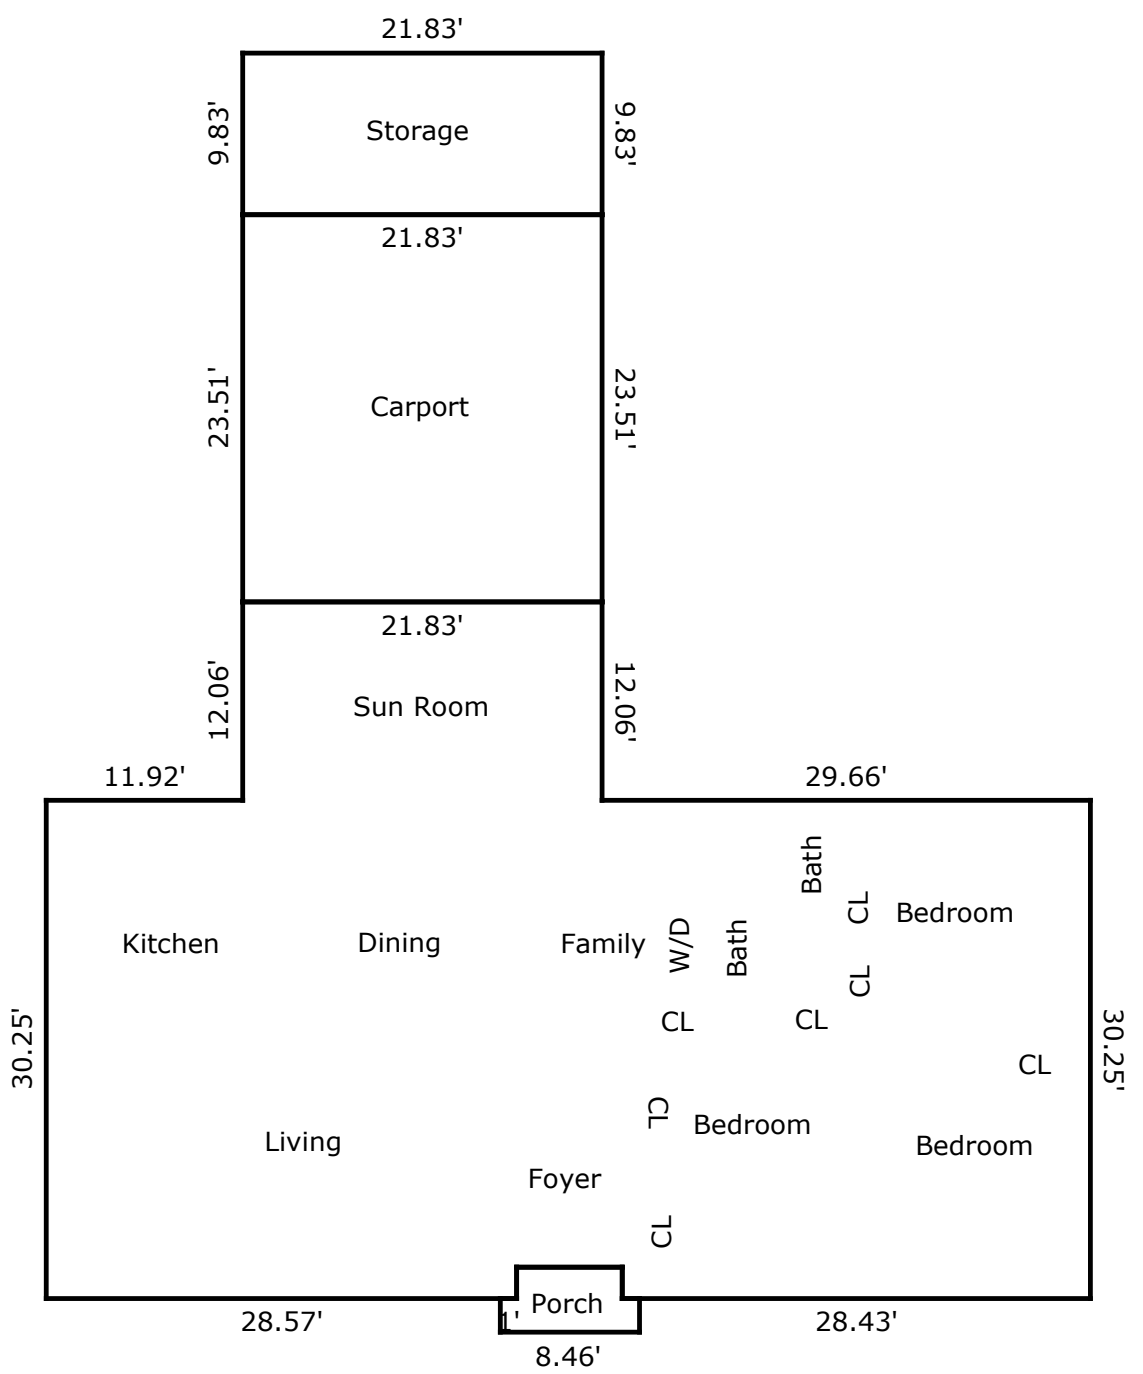 21.83'
9.83'
Storage
9.83'
21.83'
23.51'
Carport
23.51'
21.83'
12.06'
Sun Room
12.06'
11.92'
29.66'
Bath
CL
Bedroom
Kitchen
Dining
Family
W/D
Bath
CL
CL
CL
30.25'
30.25'
CL
CL
Bedroom
Living
Bedroom
Foyer
CL
Porch
28.57'
1'
28.43'
8.46'